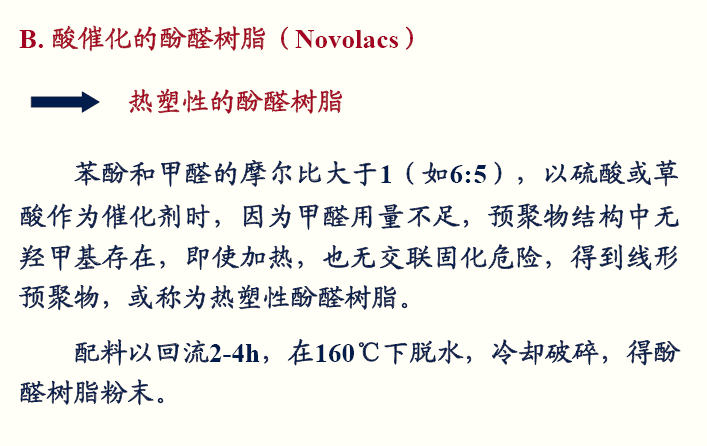 B. 酸催化的酚醛树脂（Novolacs）
热塑性的酚醛树脂
苯酚和甲醛的摩尔比大于1（如6:5），以硫酸或草
酸作为催化剂时，因为甲醛用量不足，预聚物结构中无
羟甲基存在，即使加热，也无交联固化危险，得到线形
预聚物，或称为热塑性酚醛树脂。
配料以回流2-4h，在160℃下脱水，冷却破碎，得酚
醛树脂粉末。